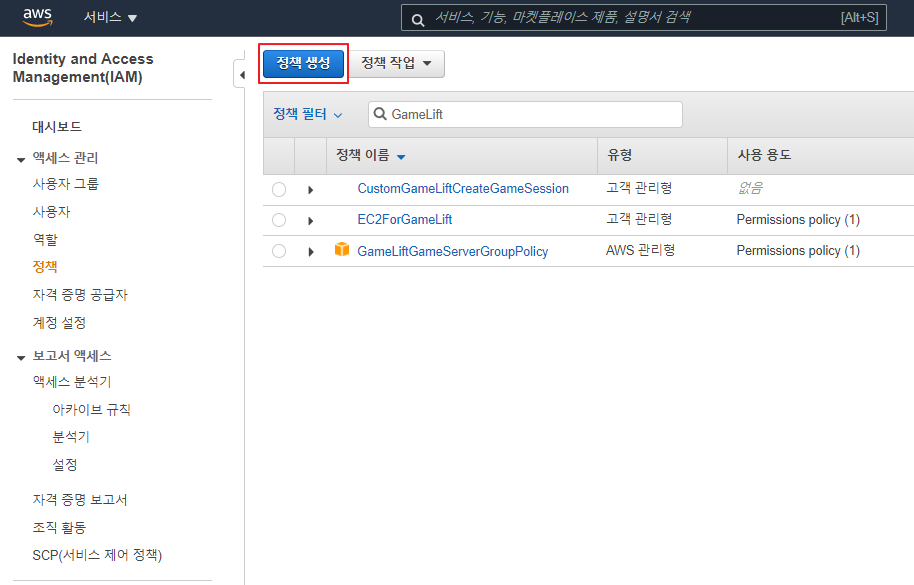 aws 서비스 서비스, 기능, 마켓플레이스 제품, 설명서 검색 [Alt+S]
Identity and Access
Management(IAM)
대시보드
액세스 관리
사용자 그룹
사용자
역할
정책
자격 증명 공급자
계정 설정
보고서 액세스
액세스 분석기
아카이브 규칙
분석기
설정
자격 증명 보고서
조직 활동
SCP(서비스 제어 정책)
정책 생성 정책 작업
정책 필터 GameLift
정책 이름 유형 사용 용도
CustomGameLiftCreateGameSession 고객 관리형 없음
EC2ForGameLift 고객 관리형 Permissions policy (1)
GameLiftGameServerGroupPolicy AWS 관리형 Permissions policy (1)